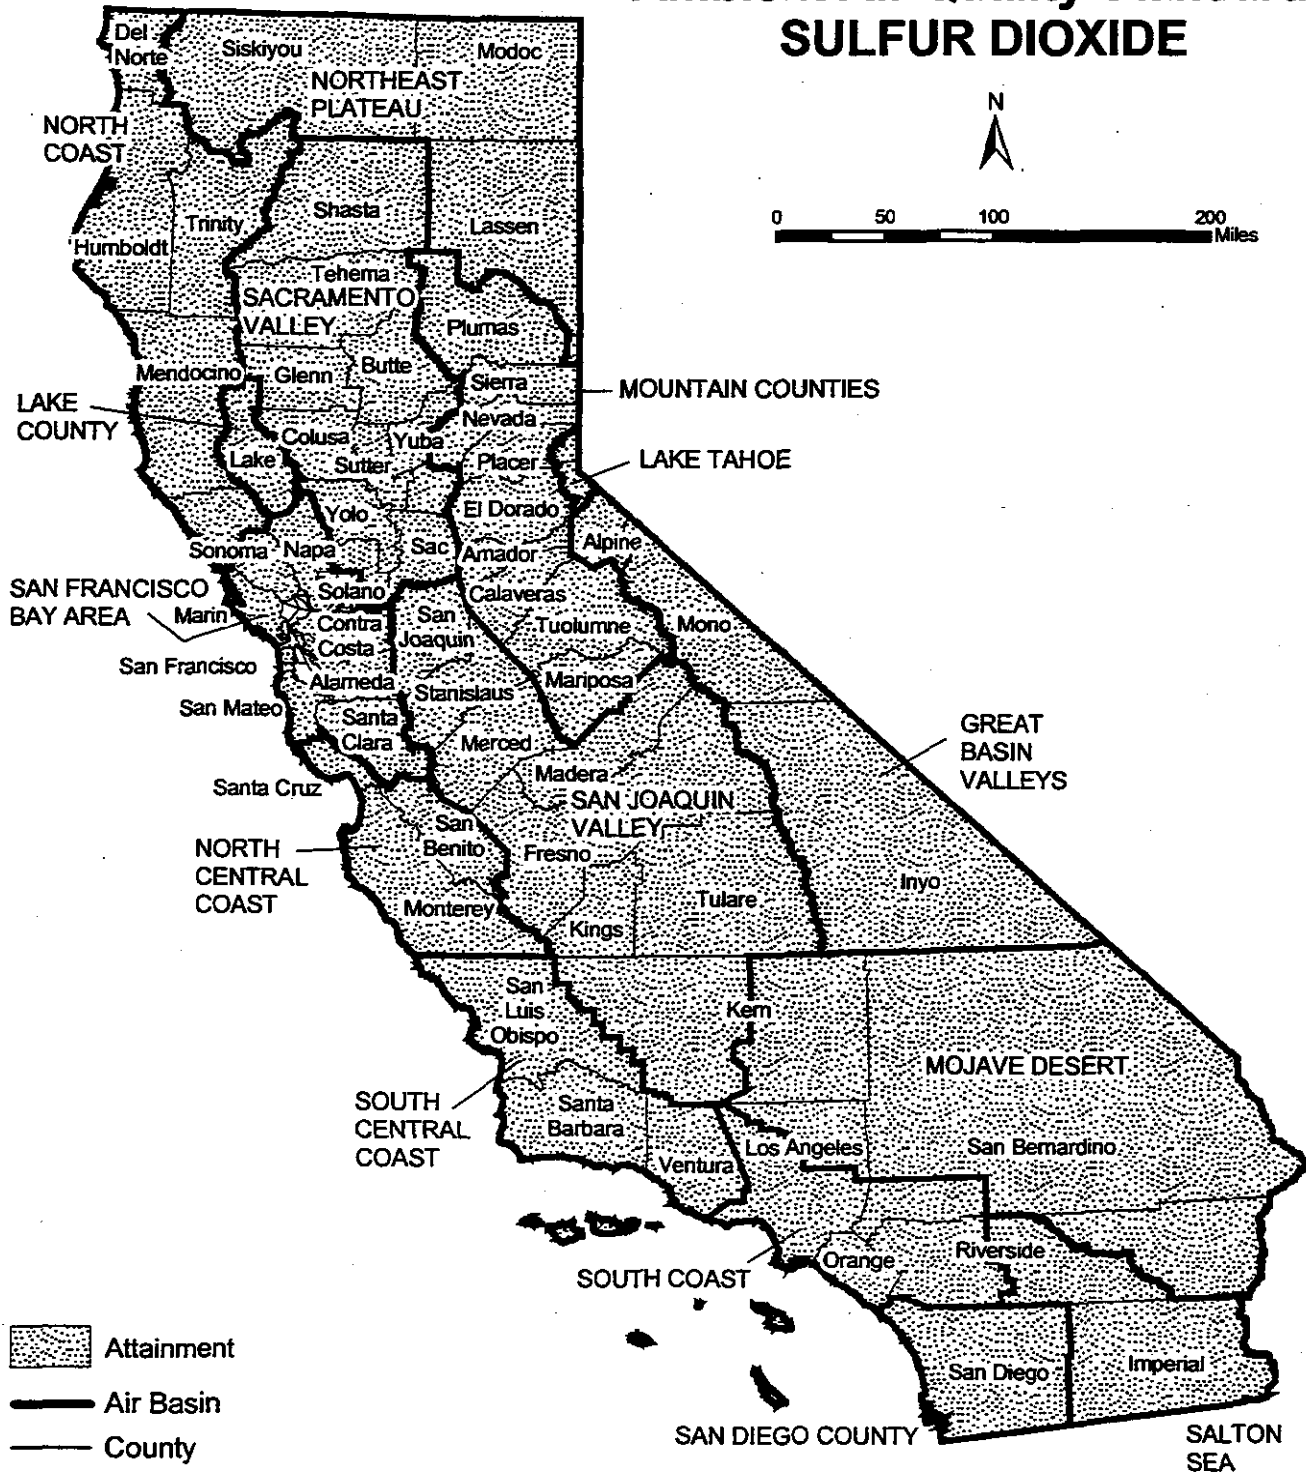 SULFUR DIOXIDE
N
0 50 100 200
Miles
Del
Norte
Siskiyou
Modoc
NORTHEAST
PLATEAU
NORTH
COAST
Shasta
Trinity
Lassen
Humboldt
Tehema
SACRAMENTO
VALLEY
Plumas
Mendocino
Glenn
Butte
Sierra
MOUNTAIN COUNTIES
LAKE
COUNTY
Nevada
Colusa
Yuba
Lake
Sutter
Placer
LAKE TAHOE
Yolo
El Dorado
Sonoma
Napa
Sac
Amador
Alpine
SAN FRANCISCO
BAY AREA
Solano
Calaveras
Marin
Contra
Costa
San
Joaquin
Tuolumne
Mono
San Francisco
Alameda
Stanislaus
Mariposa
San Mateo
Santa
Clara
Merced
GREAT
BASIN
VALLEYS
Santa Cruz
Madera
SAN JOAQUIN
VALLEY
San
Benito
NORTH
CENTRAL
COAST
Fresno
Inyo
Monterey
Tulare
Kings
San
Luis
Obispo
Kern
MOJAVE DESERT
SOUTH
CENTRAL
COAST
Santa
Barbara
Los Angeles
San Bernardino
Ventura
Orange
Riverside
SOUTH COAST
Attainment
Air Basin
County
San Diego
Imperial
SAN DIEGO COUNTY
SALTON
SEA